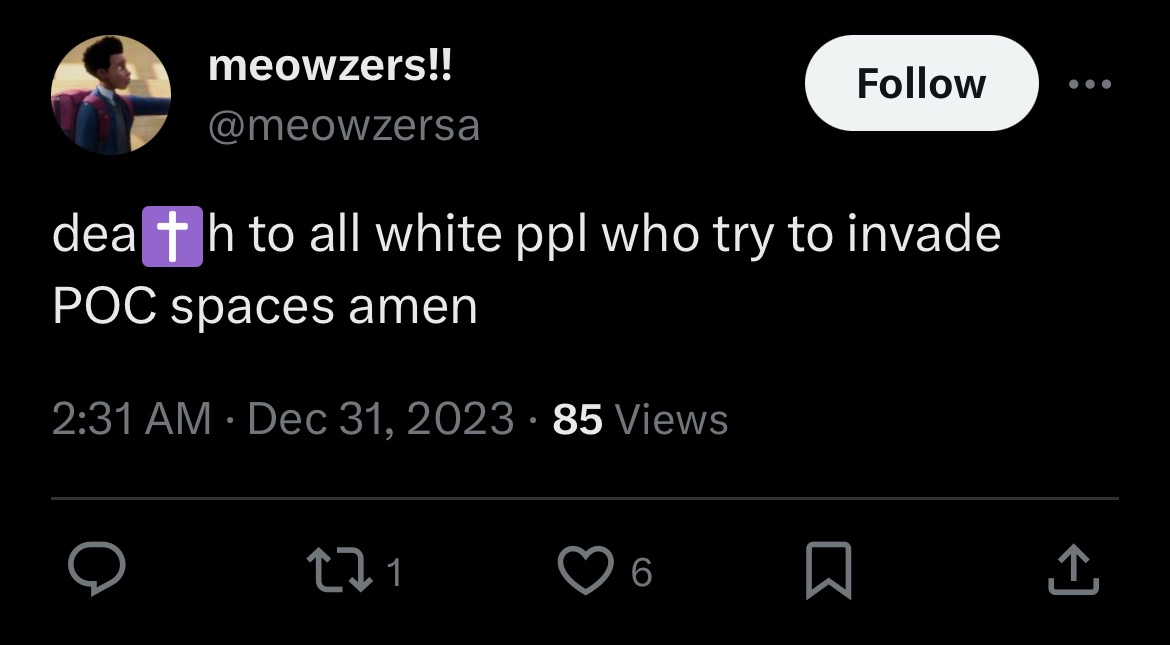 meowzers!!
Follow
@meowzersa
dea✝️h to all white ppl who try to invade
POC spaces amen
2:31 AM · Dec 31, 2023 · 85 Views
1
6